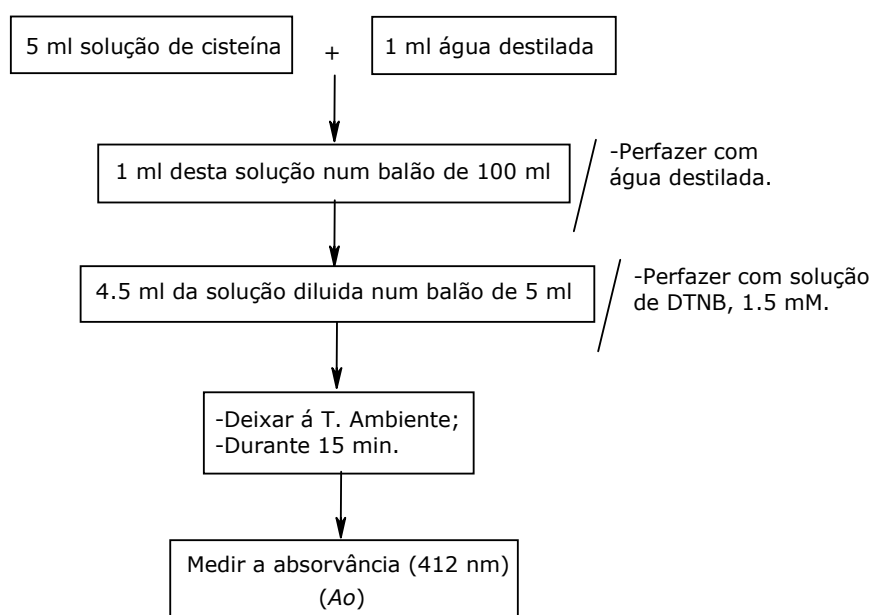 5 ml solução de cisteína
+
1 ml água destilada
1 ml desta solução num balão de 100 ml
-Perfazer com
água destilada.
4.5 ml da solução diluida num balão de 5 ml
-Perfazer com solução
de DTNB, 1.5 mM.
-Deixar á T. Ambiente;
-Durante 15 min.
Medir a absorvância (412 nm)
(Ao)